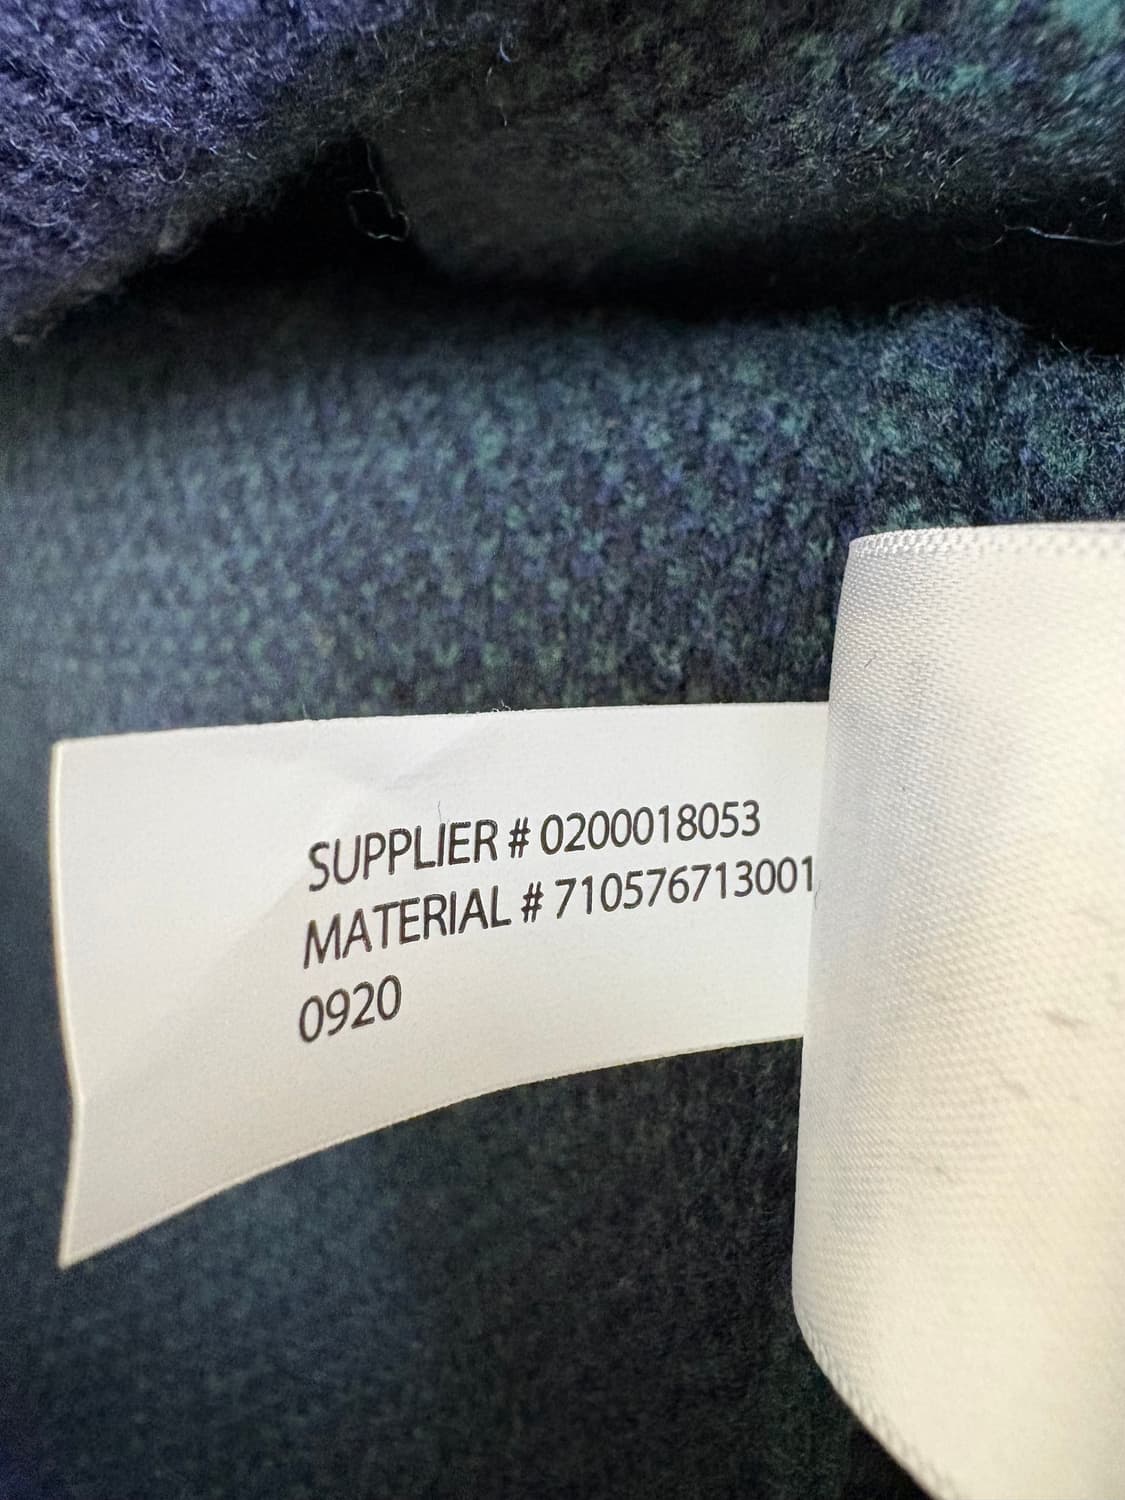 SUPPLIER # 0200018053
MATERIAL # 710576713001
0920